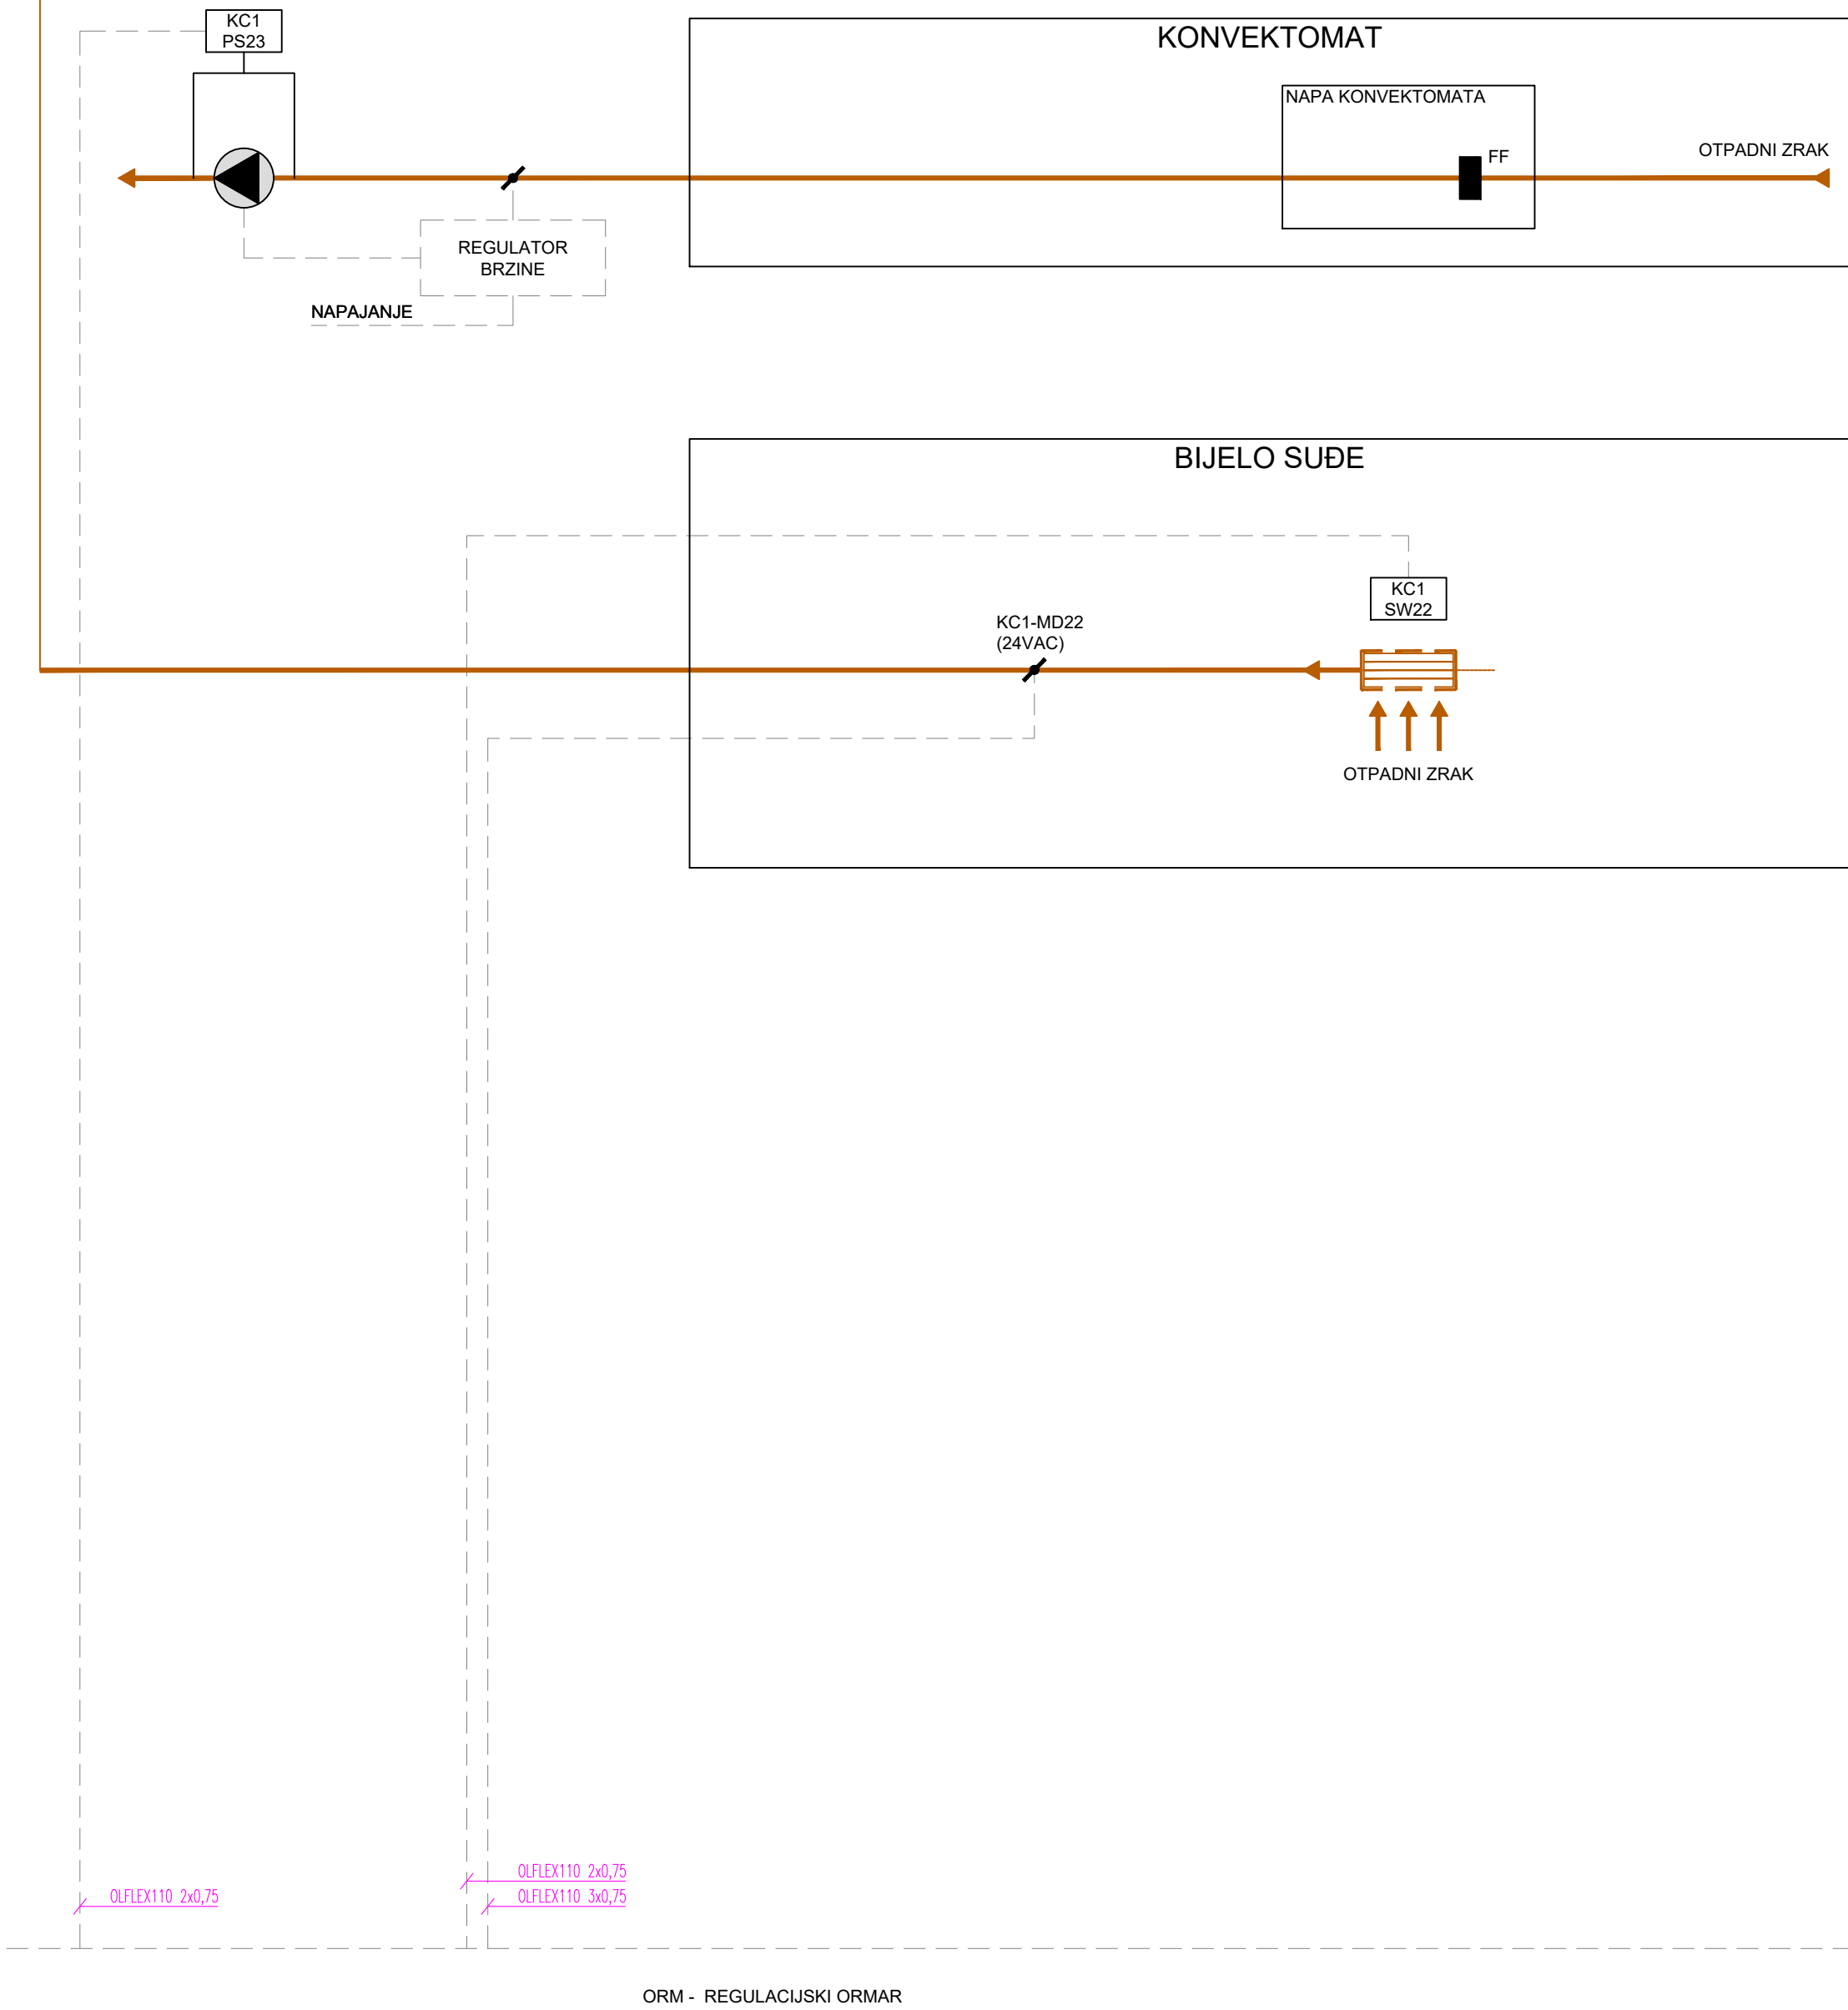 KC1
PS23
KONVEKTOMAT
NAPA KONVEKTOMATA
FF
OTPADNI ZRAK
REGULATOR
BRZINE
NAPAJANJE
BIJELO SUĐE
KC1
SW22
KC1-MD22
(24VAC)
OTPADNI ZRAK
OLFLEX110 2x0,75
OLFLEX110 2x0,75
OLFLEX110 3x0,75
ORM - REGULACIJSKI ORMAR